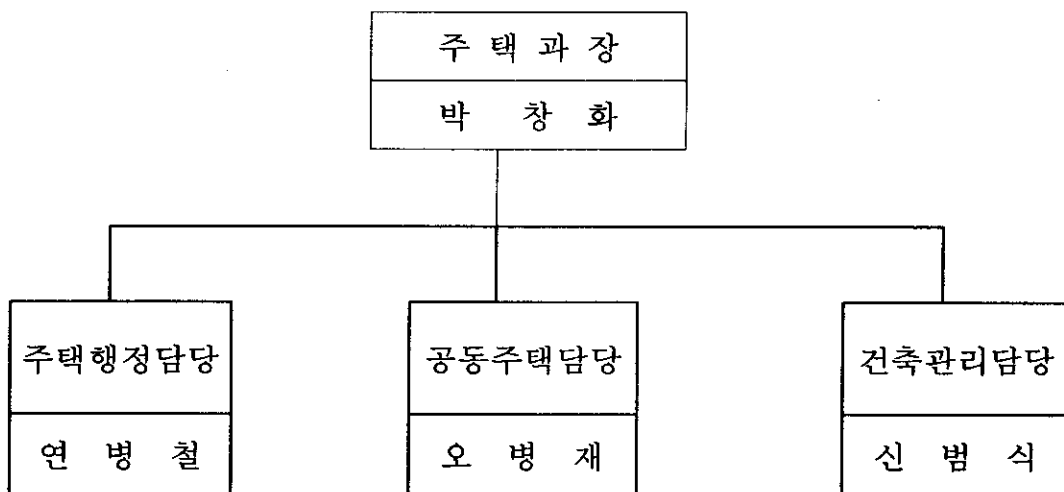 주 택 과 장
박 창 화
주택행정담당
연 병 철
공동주택담당
오 병 재
건축관리담당
신 범 식